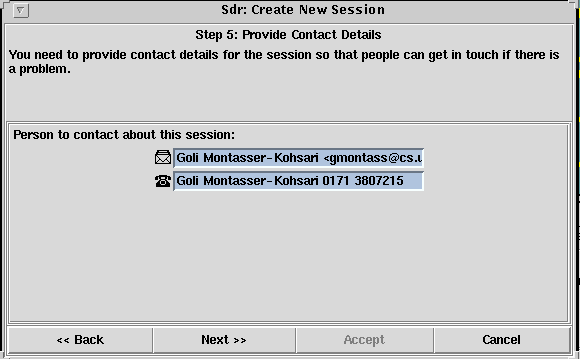 Sdr: Create New Session
Step 5: Provide Contact Details
You need to provide contact details for the session so that people can get in touch if there is
a problem.
Person to contact about this session:
Goli Montasser-Kohsari <gmontass@cs.u
Goli Montasser-Kohsari 0171 3807215
<< Back
Next >>
Accept
Cancel